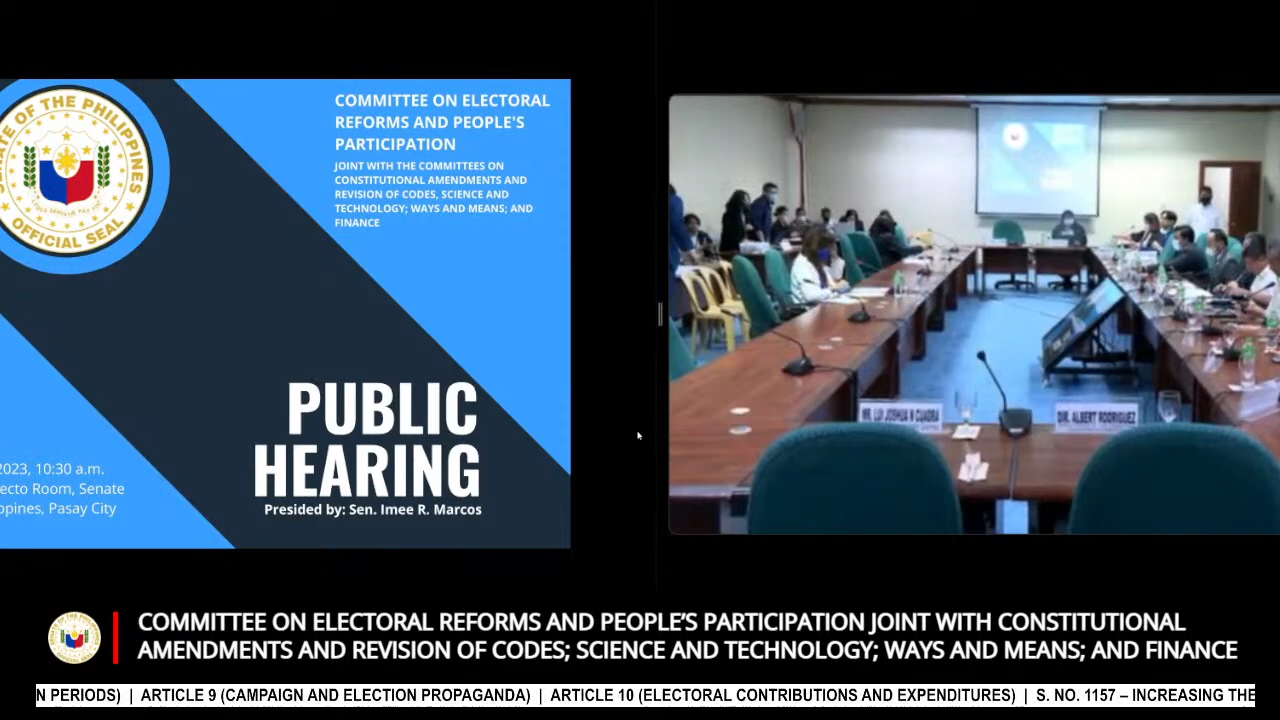 SENATE OF THE PHILIPPINES
OFFICIAL SEAL
COMMITTEE ON ELECTORAL
REFORMS AND PEOPLE'S
PARTICIPATION
JOINT WITH THE COMMITTEES ON
CONSTITUTIONAL AMENDMENTS AND
REVISION OF CODES, SCIENCE AND
TECHNOLOGY; WAYS AND MEANS; AND
FINANCE
PUBLIC
HEARING
Presided by: Sen. Imee R. Marcos
2023, 10:30 a.m.
ecto Room, Senate
ppines, Pasay City
MR. LUI JOSHUA N CUADRA
DIR. ALBERT RODRIGUEZ
COMMITTEE ON ELECTORAL REFORMS AND PEOPLE’S PARTICIPATION JOINT WITH CONSTITUTIONAL
AMENDMENTS AND REVISION OF CODES; SCIENCE AND TECHNOLOGY; WAYS AND MEANS; AND FINANCE
N PERIODS) | ARTICLE 9 (CAMPAIGN AND ELECTION PROPAGANDA) | ARTICLE 10 (ELECTORAL CONTRIBUTIONS AND EXPENDITURES) | S. NO. 1157 – INCREASING THE